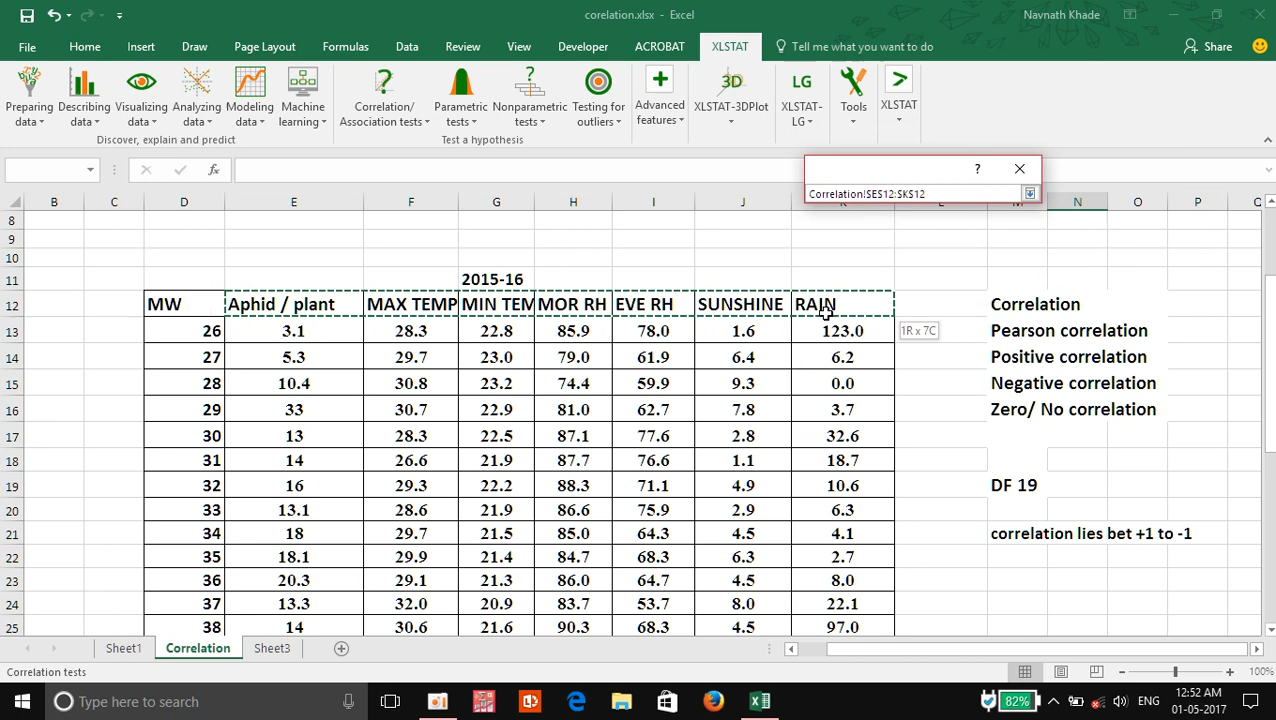 corelation.xlsx - Excel
Navnath Khade
File Home Insert Draw Page Layout Formulas Data Review View Developer ACROBAT XLSTAT Tell me what you want to do Share
Preparing data Describing data Visualizing data Analyzing data Modeling data Machine learning Correlation/ Association tests Parametric tests Nonparametric tests Testing for outliers Advanced features XLSTAT-3DPlot XLSTAT-LG Tools XLSTAT
Discover, explain and predict Test a hypothesis
fx
? 
Correlation!$E$12:$K$12
B C D E F G H I J K L M N O P Q
8
9
10
11 2015-16
12 MW Aphid / plant MAX TEMP MIN TEM MOR RH EVE RH SUNSHINE RAIN Correlation
13 26 3.1 28.3 22.8 85.9 78.0 1.6 123.0 1R x 7C Pearson correlation
14 27 5.3 29.7 23.0 79.0 61.9 6.4 6.2 Positive correlation
15 28 10.4 30.8 23.2 74.4 59.9 9.3 0.0 Negative correlation
16 29 33 30.7 22.9 81.0 62.7 7.8 3.7 Zero/ No correlation
17 30 13 28.3 22.5 87.1 77.6 2.8 32.6
18 31 14 26.6 21.9 87.7 76.6 1.1 18.7
19 32 16 29.3 22.2 88.3 71.1 4.9 10.6 DF 19
20 33 13.1 28.6 21.9 86.6 75.9 2.9 6.3
21 34 18 29.9 21.5 85.0 64.3 4.5 4.1 correlation lies bet +1 to -1
22 35 18.1 29.9 21.4 84.7 68.3 6.3 2.7
23 36 20.3 29.1 21.3 86.0 64.7 4.5 8.0
24 37 13.3 32.0 20.9 83.7 53.7 8.0 22.1
25 38 14 30.6 21.6 90.3 68.3 4.5 97.0
Sheet1 Correlation Sheet3
Correlation tests 100%
Type here to search 82% ENG 12:52 AM
01-05-2017